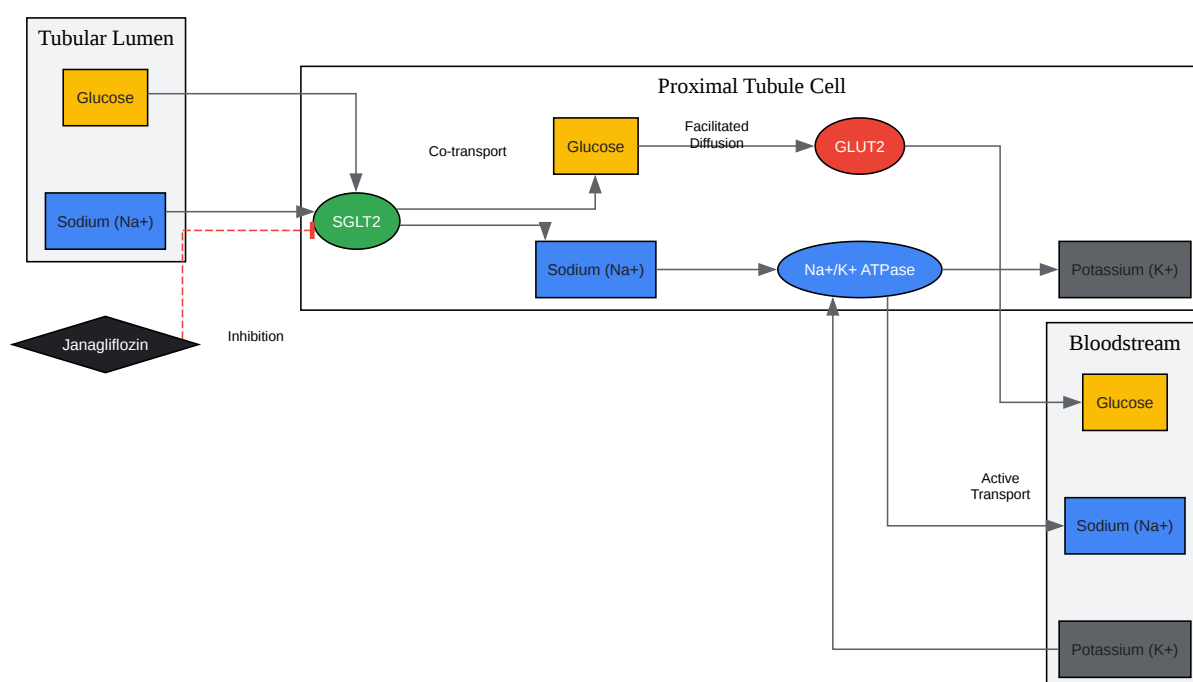 Tubular Lumen
Glucose
Sodium (Na+)
Proximal Tubule Cell
Co-transport
SGLT2
Glucose
Facilitated
Diffusion
GLUT2
Sodium (Na+)
Na+/K+ ATPase
Potassium (K+)
Janagliflozin
Inhibition
Bloodstream
Glucose
Active
Transport
Sodium (Na+)
Potassium (K+)